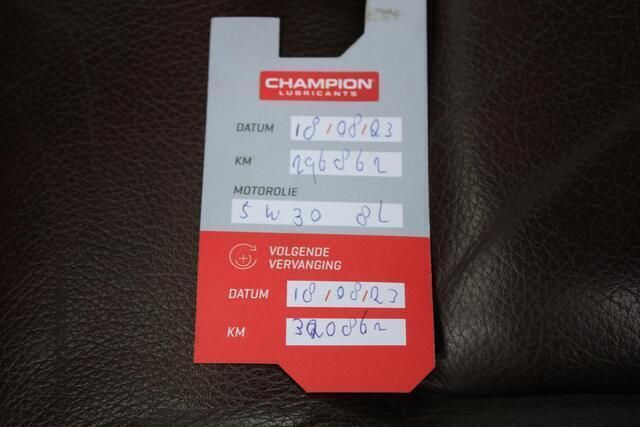 CHAMPION
LUBRICANTS
DATUM 18/08/23
KM 296862
MOTOROLIE
5W30 8L
VOLGENDE
VERVANGING
DATUM 18/08/23
KM 320862